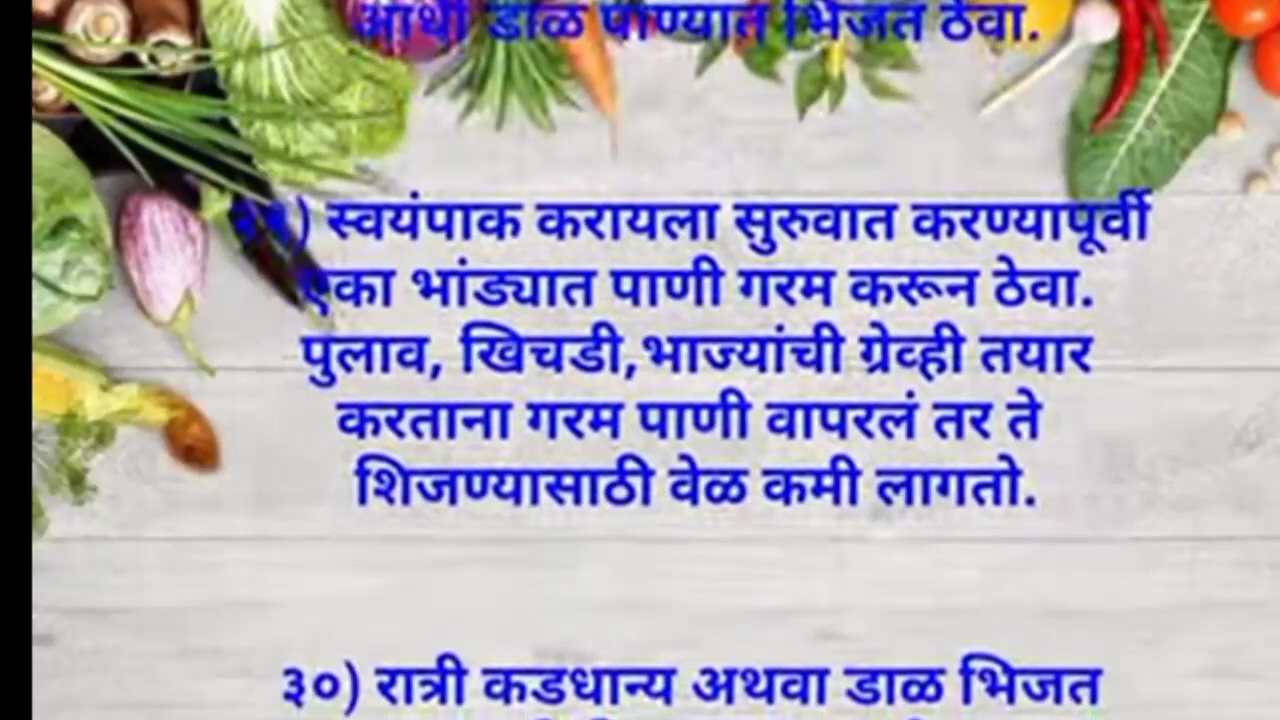 आधी डाळ पाण्यात भिजत ठेवा.
२९) स्वयंपाक करायला सुरुवात करण्यापूर्वी
एका भांड्यात पाणी गरम करून ठेवा.
पुलाव, खिचडी,भाज्यांची ग्रेव्ही तयार
करताना गरम पाणी वापरलं तर ते
शिजण्यासाठी वेळ कमी लागतो.
३०) रात्री कडधान्य अथवा डाळ भिजत